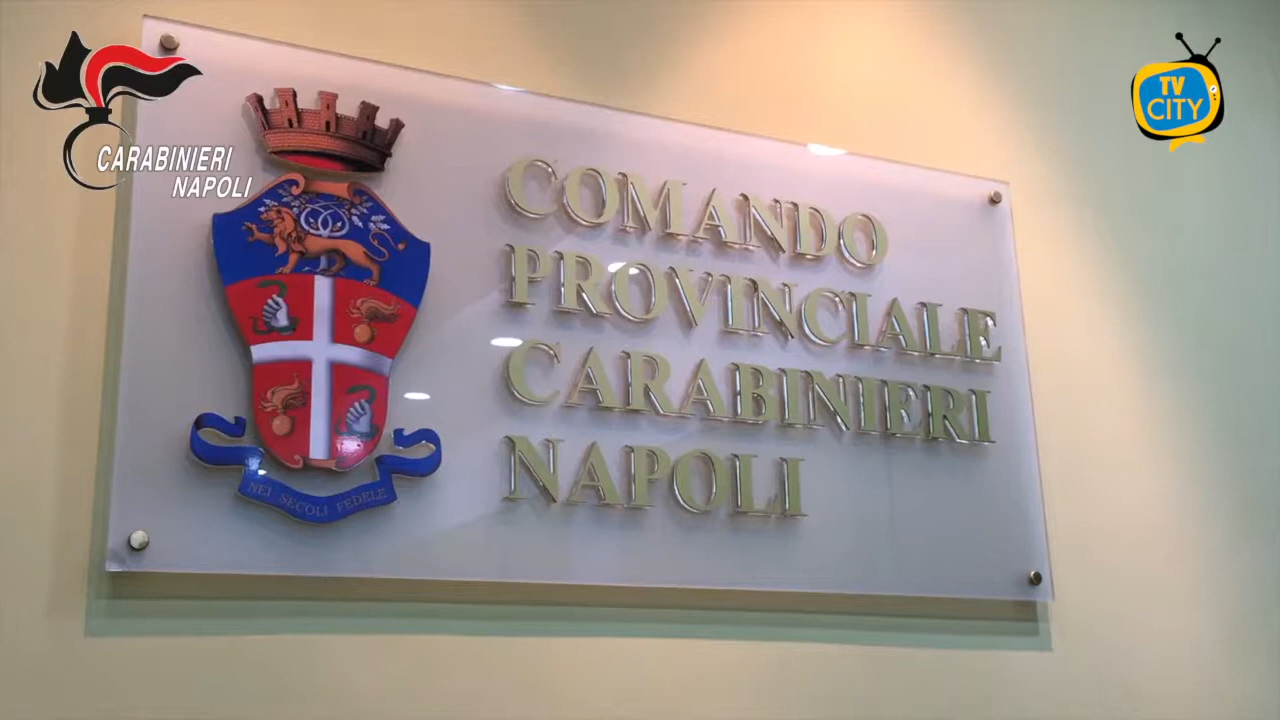 CARABINIERI
NAPOLI
TV
CITY
COMANDO
PROVINCIALE
CARABINIERI
NAPOLI
NEI SECOLI FEDELE